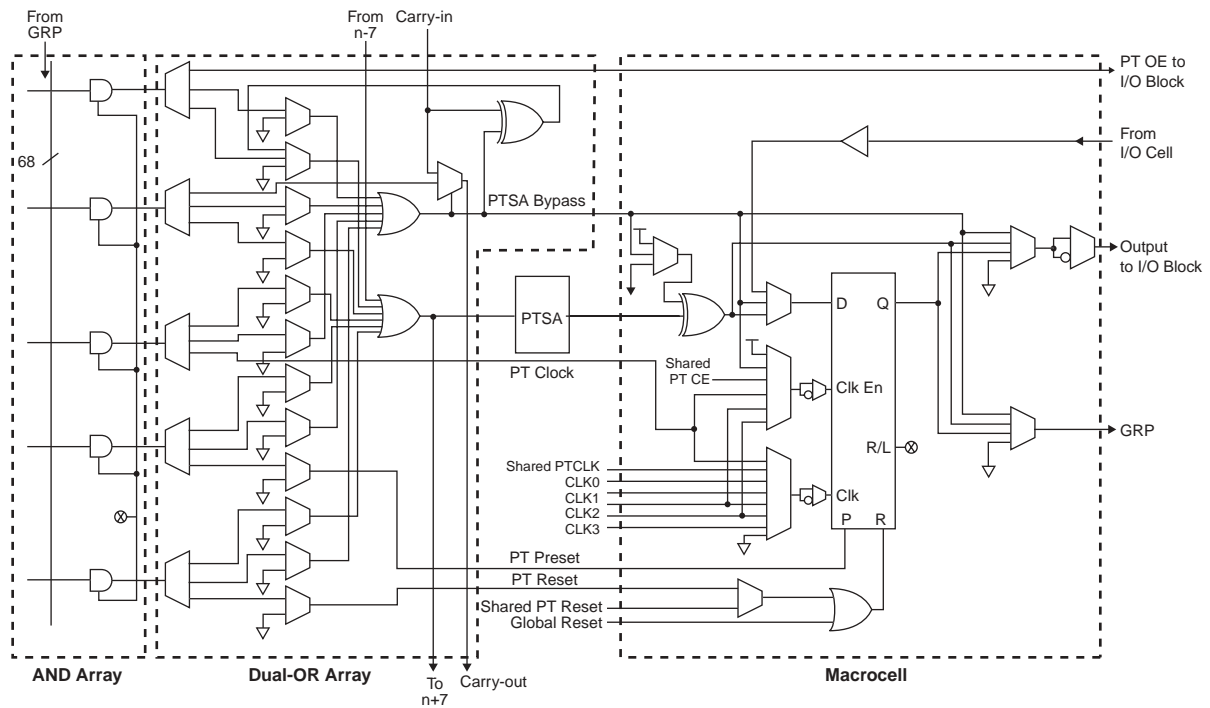 From
GRP
From
n-7
Carry-in
PT OE to
I/O Block
From
I/O Cell
68
PTSA Bypass
Output
to I/O Block
PTSA
D
Q
PT Clock
Shared
PT CE
Clk En
GRP
R/L
Shared PTCLK
CLK0
CLK1
CLK2
CLK3
Clk
P
R
PT Preset
PT Reset
Shared PT Reset
Global Reset
AND Array
Dual-OR Array
To
n+7
Carry-out
Macrocell